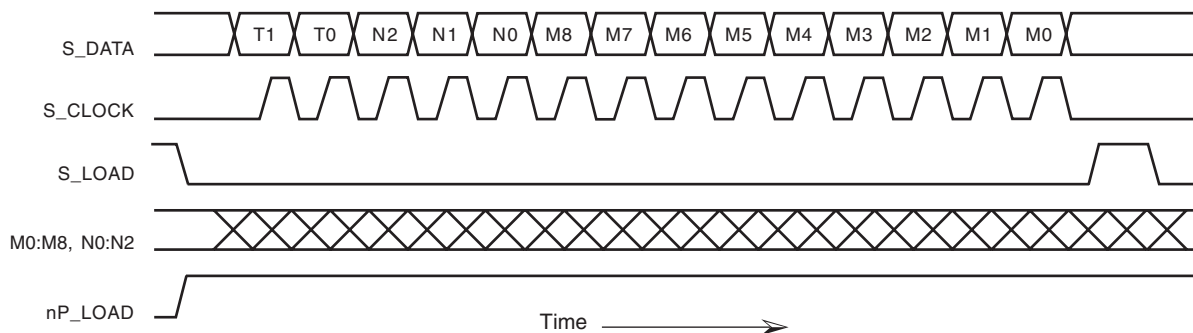 S_DATA T1 T0 N2 N1 N0 M8 M7 M6 M5 M4 M3 M2 M1 M0
S_CLOCK
S_LOAD
M0:M8, N0:N2
nP_LOAD
Time